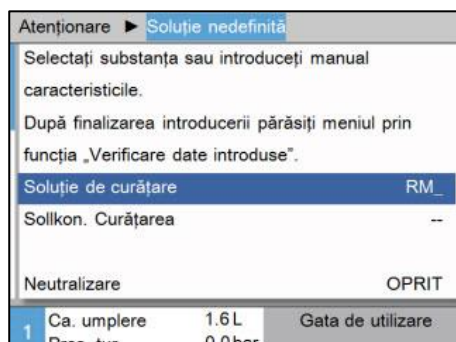 Atenționare ► Soluție nedefinită
Selectați substanța sau introduceți manual
caracteristicile.
După finalizarea introducerii părăsiți meniul prin
funcția „Verificare date introduse”.
Soluție de curățare RM_
Sollkon. Curățarea --
Neutralizare OPRIT
1 Ca. umplere 1.6 L Gata de utilizare